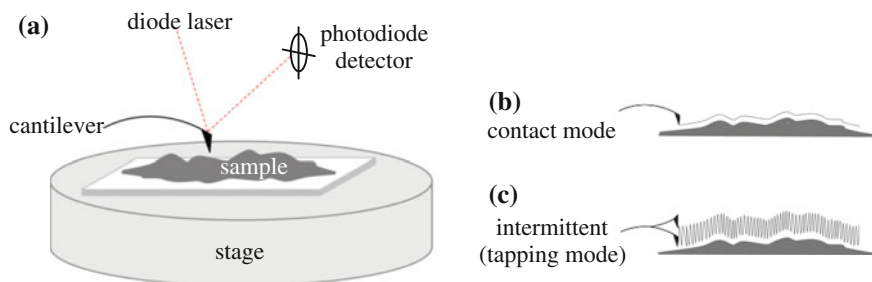 (a)
diode laser
photodiode
detector
cantilever
sample
stage
(b)
contact mode
(c)
intermittent
(tapping mode)